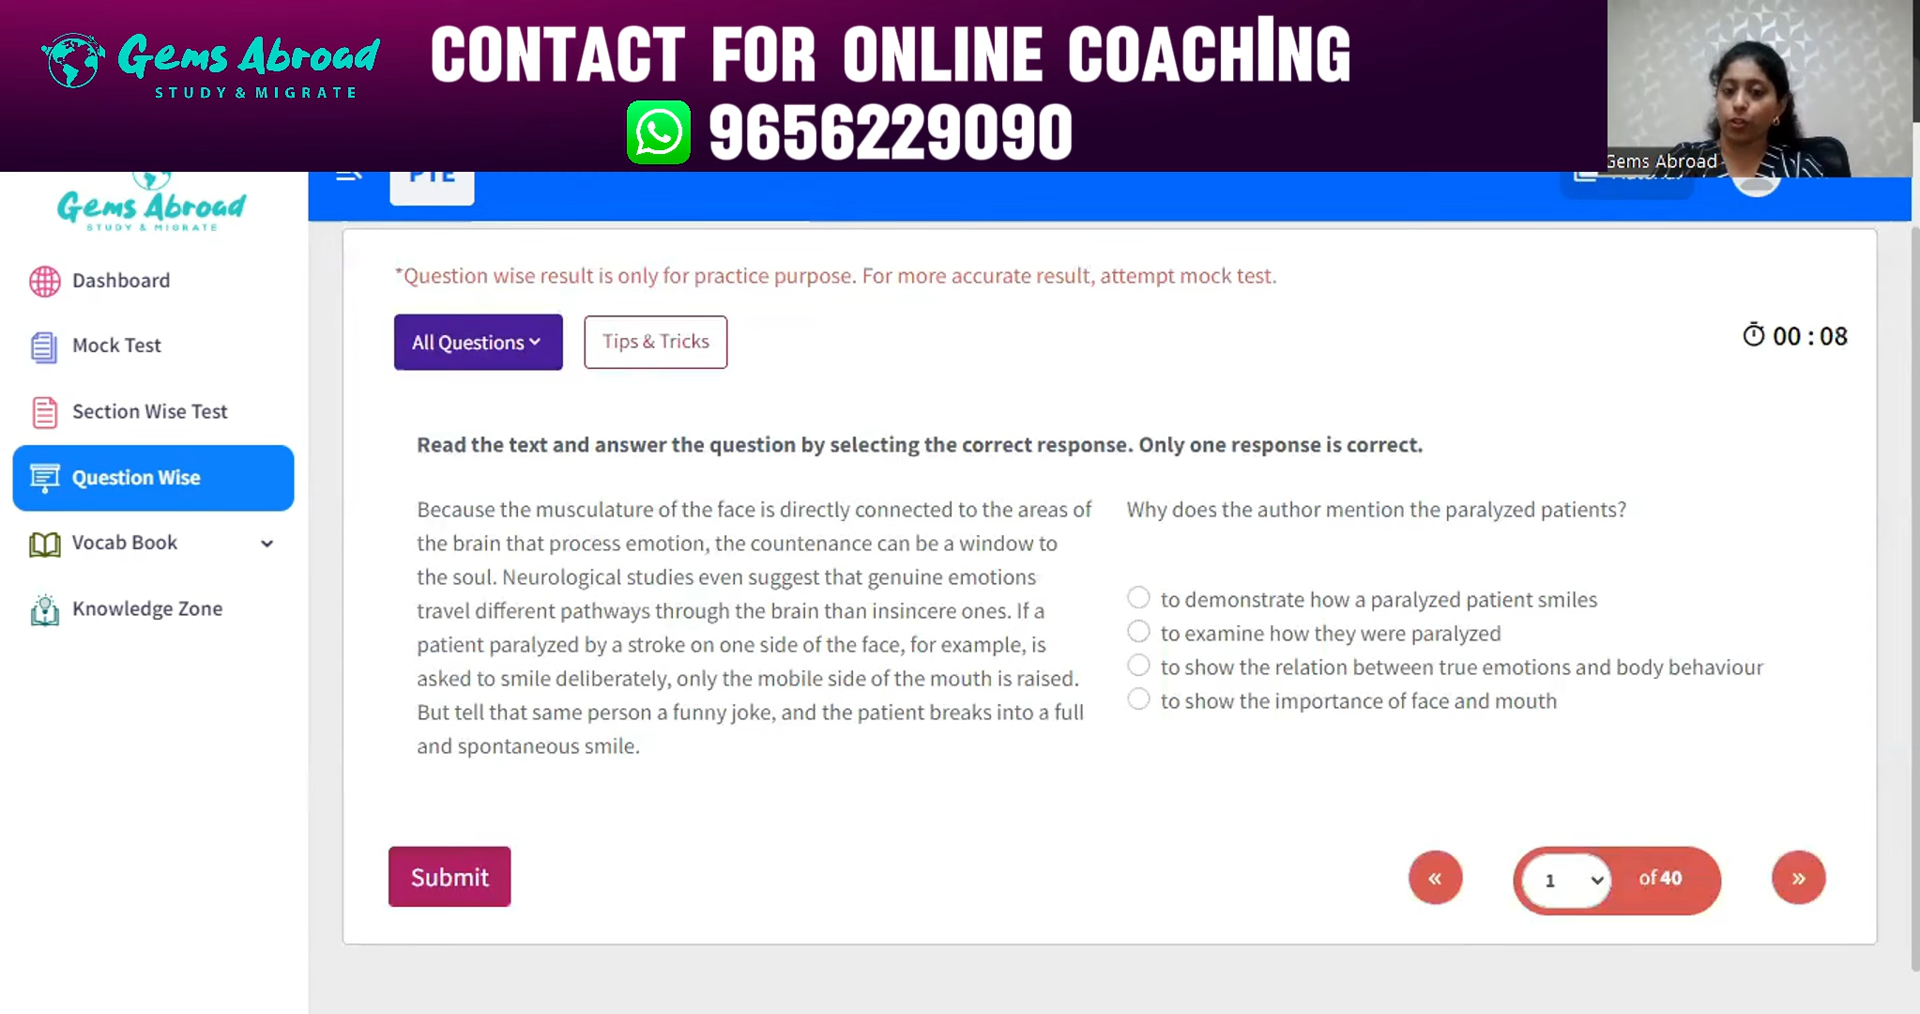 Gems Abroad
STUDY & MIGRATE
CONTACT FOR ONLINE COACHING
9656229090
Gems Abroad
Gems Abroad
STUDY & MIGRATE
PTE
Dashboard
Mock Test
Section Wise Test
Question Wise
Vocab Book
Knowledge Zone
*Question wise result is only for practice purpose. For more accurate result, attempt mock test.
All Questions
Tips & Tricks
00 : 08
Read the text and answer the question by selecting the correct response. Only one response is correct.
Because the musculature of the face is directly connected to the areas of
the brain that process emotion, the countenance can be a window to
the soul. Neurological studies even suggest that genuine emotions
travel different pathways through the brain than insincere ones. If a
patient paralyzed by a stroke on one side of the face, for example, is
asked to smile deliberately, only the mobile side of the mouth is raised.
But tell that same person a funny joke, and the patient breaks into a full
and spontaneous smile.
Why does the author mention the paralyzed patients?
to demonstrate how a paralyzed patient smiles
to examine how they were paralyzed
to show the relation between true emotions and body behaviour
to show the importance of face and mouth
Submit
«
1
of 40
»